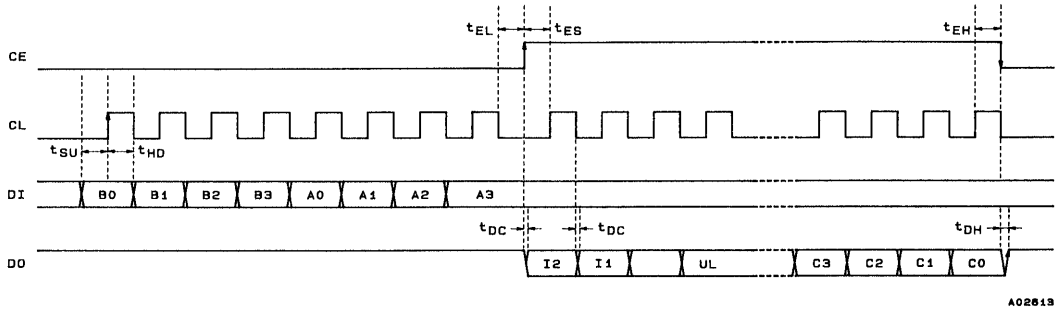 tEL tES tEH
CE
CL
tSU tHD
DI B0 B1 B2 B3 A0 A1 A2 A3
tDC tDC tDH
DO I2 I1 UL C3 C2 C1 C0
A02613